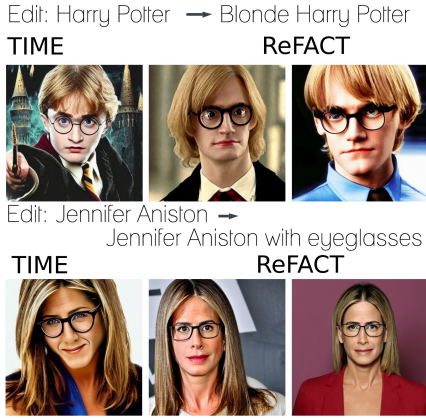 Edit: Harry Potter → Blonde Harry Potter
TIME ReFACT
Edit: Jennifer Aniston →
Jennifer Aniston with eyeglasses
TIME ReFACT